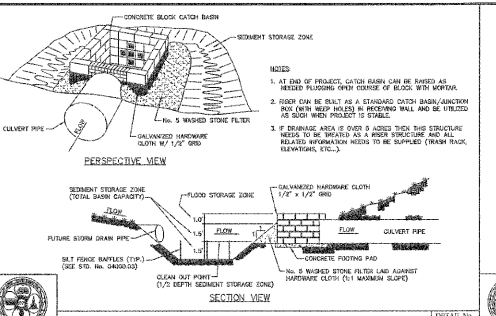 CONCRETE BLOCK CATCH BASIN
SEDIMENT STORAGE ZONE
No. 5 WASHED STONE FILTER
GALVANIZED HARDWARE
CLOTH W/ 1/2" GRID
CULVERT PIPE
FLOW
PERSPECTIVE VIEW
NOTES:
1. AT END OF PROJECT, CATCH BASIN CAN BE RAISED AS
NEEDED PLUGGING OPEN COURSE OF BLOCK WITH MORTAR.
2. RISER CAN BE BUILT AS A STANDARD CATCH BASIN/JUNCTION
BOX (WITH WEEP HOLES) IN RECEIVING WALL AND BE UTILIZED
AS SUCH WHEN PROJECT IS STABLE.
3. IF DRAINAGE AREA IS OVER 5 ACRES THEN THIS STRUCTURE
NEEDS TO BE TREATED AS A RISER STRUCTURE AND ALL
RELATED INFORMATION NEEDS TO BE SUPPLIED (TRASH RACK,
ELEVATIONS, ETC...).
SEDIMENT STORAGE ZONE
(TOTAL BASIN CAPACITY)
FLOOD STORAGE ZONE
GALVANIZED HARDWARE CLOTH
1/2" x 1/2" GRID
FLOW
1.0'
1.5'
1.5'
FLOW
1
FLOW
CULVERT PIPE
FUTURE STORM DRAIN PIPE
SILT FENCE BAFFLES (TYP.)
CONCRETE FOOTING PAD
CLEAN OUT POINT
(1/2 DEPTH SEDIMENT STORAGE ZONE)
No. 5 WASHED STONE FILTER LAID AGAINST
HARDWARE CLOTH (1:1 MAXIMUM SLOPE)
SECTION VIEW
DETAIL No.